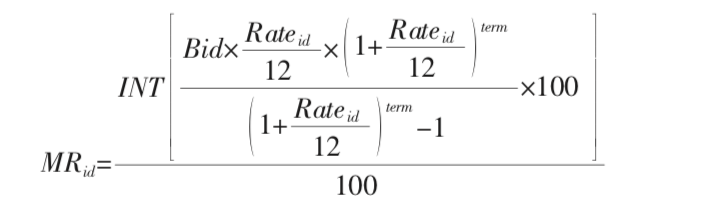 MR_id = INT[ (Bid × Rate_id/12 × (1 + Rate_id/12)^term) / ((1 + Rate_id/12)^term − 1) × 100 ] / 100